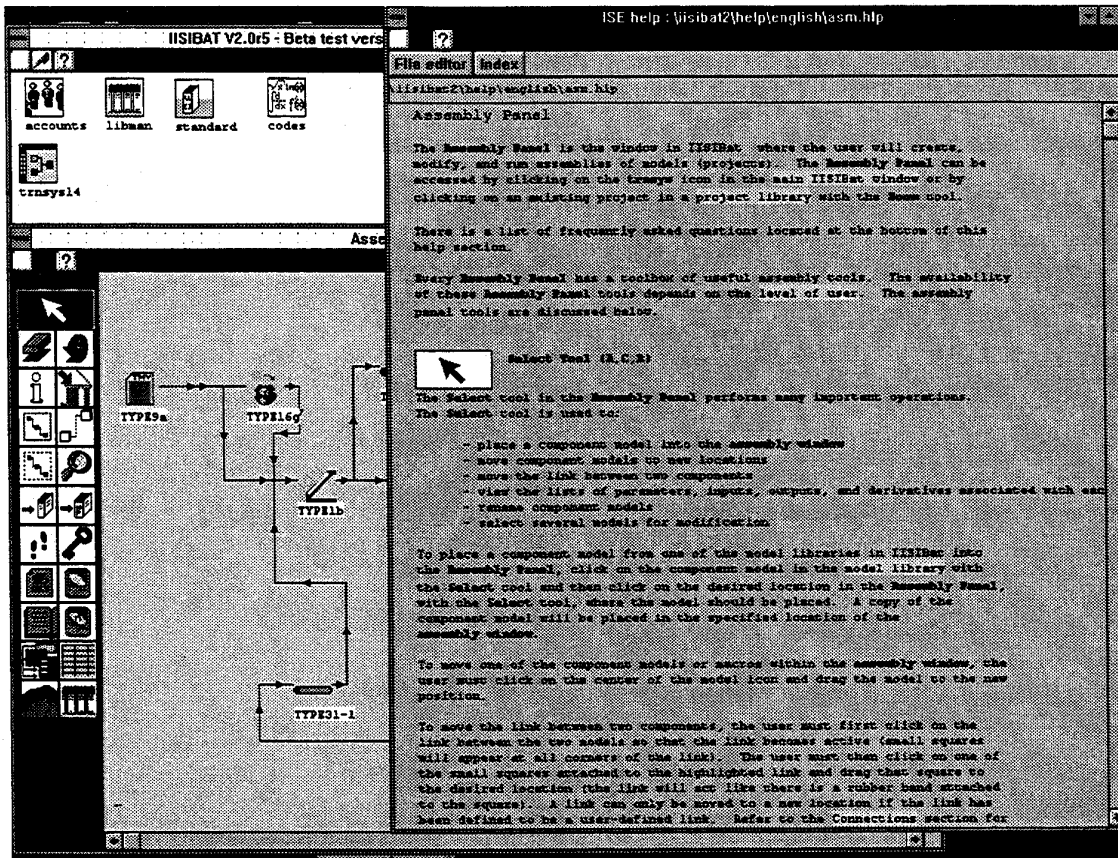 IISIBAT V2.0r5 - Beta test vers
accounts
libman
standard
codes
trnsys14
Asse
TYPE9a
TYPE16g
T
TYPE1b
TYPE31-1
ISE help : \iisibat2\help\english\asm.hlp
File editor
index
\iisibat2\help\english\asm.hlp
Assembly Panel
The Assembly Panel is the window in IISIBat where the user will create,
modify, and run assemblies of models (projects). The Assembly Panel can be
accessed by clicking on the trnsys icon in the main IISIBat window or by
clicking on an existing project in a project library with the Zoom tool.
There is a list of frequently asked questions located at the bottom of this
help section.
Every Assembly Panel has a toolbox of useful assembly tools. The availability
of these Assembly Panel tools depends on the level of user. The assembly
panel tools are discussed below.
Select Tool
The Select tool in the Assembly Panel performs many important operations.
The Select tool is used to:
- place a component model into the assembly window
- move component models to new locations
- move the link between two components
- view the lists of parameters, inputs, outputs, and derivatives associated with eac
- rename component models
- select several models for modification
To place a component model from one of the model libraries in IISIBat into
the Assembly Panel, click on the component model in the model library with
the Select tool and then click on the desired location in the Assembly Panel,
with the Select tool, where the model should be placed. A copy of the
component model will be placed in the specified location of the
assembly window.
To move one of the component models or macros within the assembly window, the
user must click on the center of the model icon and drag the model to the new
position.
To move the link between two components, the user must first click on the
link between the two models so that the link becomes active (small squares
will appear at all corners of the link). The user must then click on one of
the small squares attached to the highlighted link and drag that square to
the desired location (the link will act like there is a rubber band attached
to the square). A link can only be moved to a new location if the link has
been defined to be a user-defined link. Refer to the Connections section for